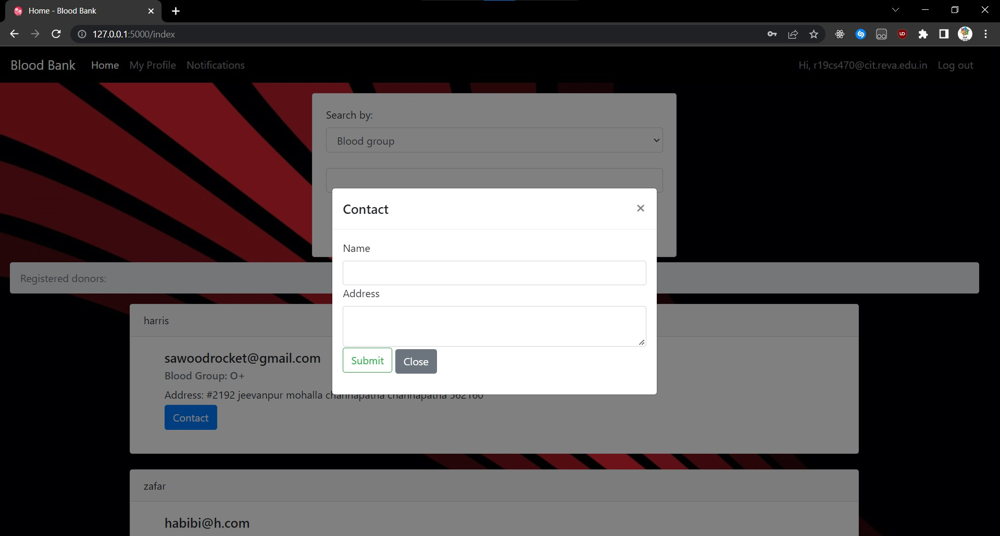 Home - Blood Bank
127.0.0.1:5000/index
Blood Bank Home My Profile Notifications Hi, r19cs470@cit.reva.edu.in Log out
Search by:
Blood group
Contact
Name
Address
Submit Close
Registered donors:
harris
sawoodrocket@gmail.com
Blood Group: O+
Address: #2192 jeevanpur mohalla channapatna channapatna 562160
Contact
zafar
habibi@h.com